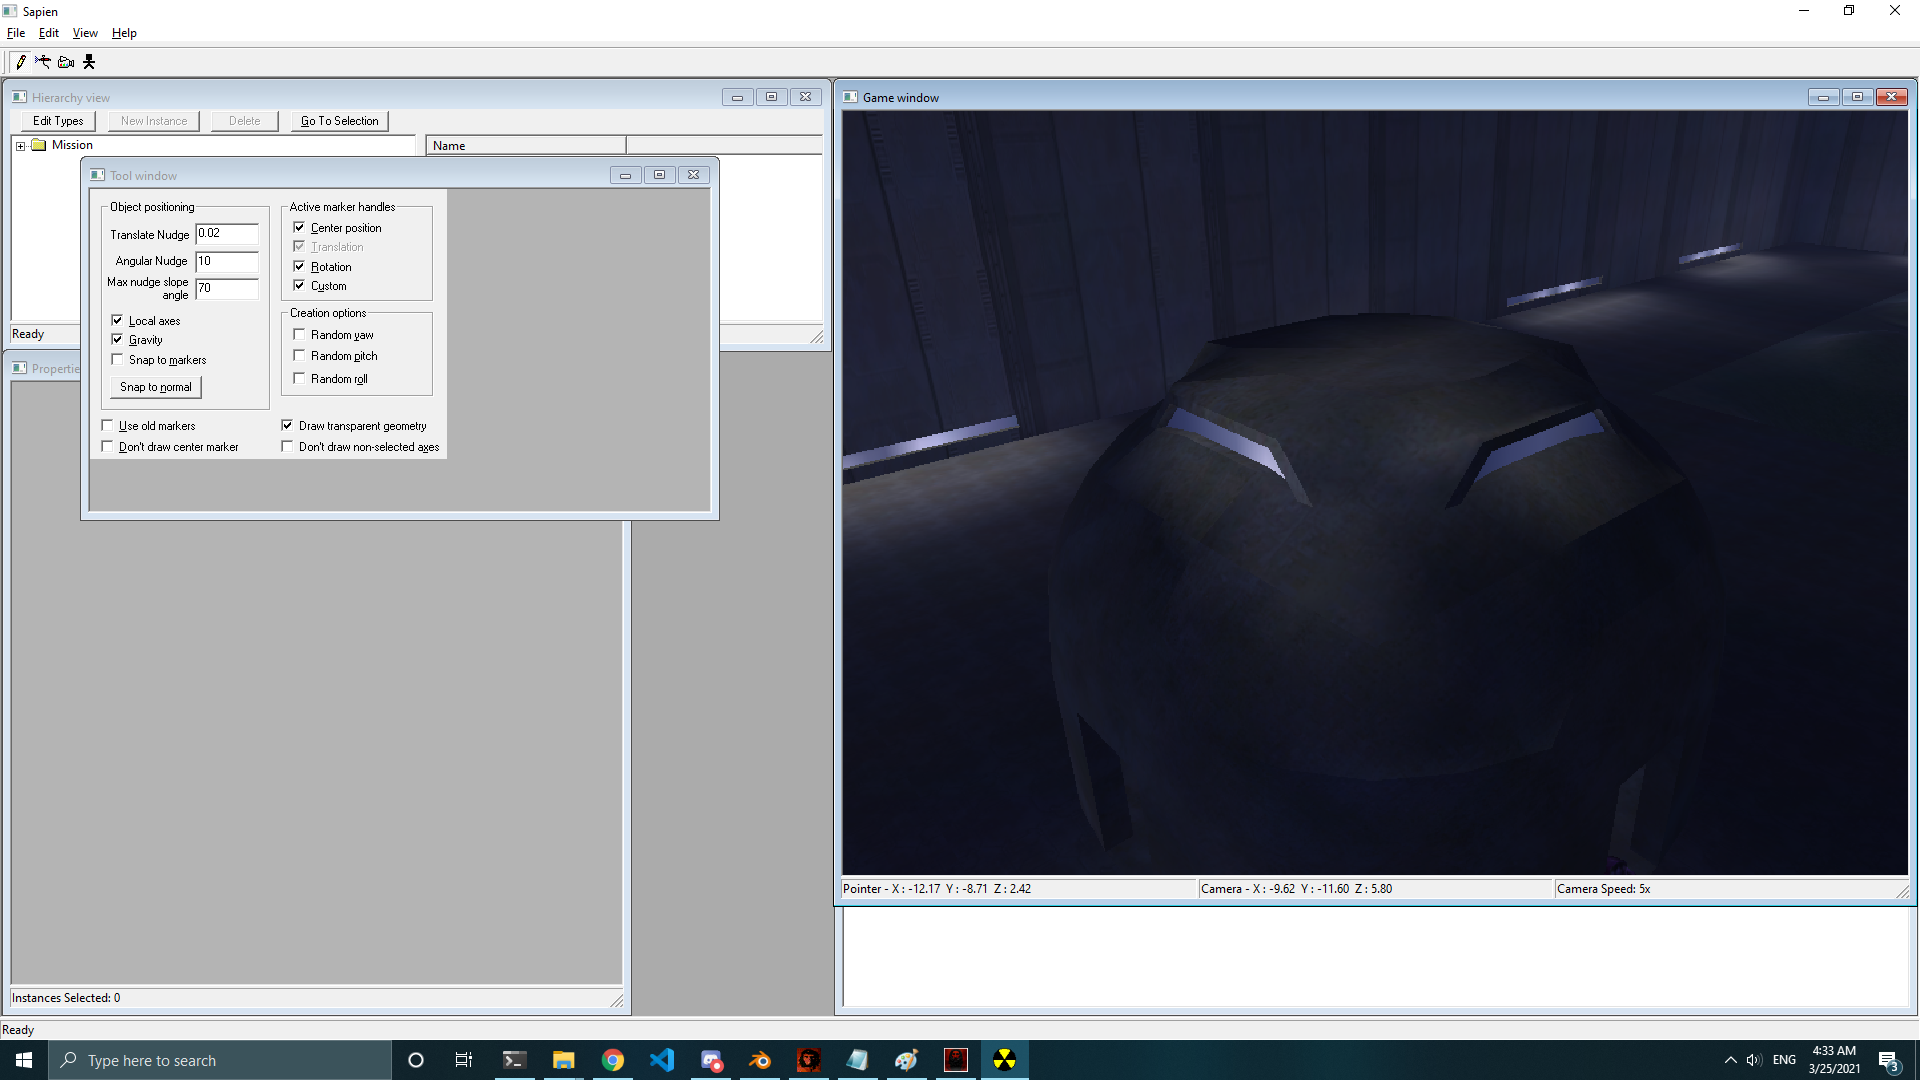 Sapien
File Edit View Help
Hierarchy view
Edit Types New Instance Delete Go To Selection
Mission
Name
Tool window
Object positioning
Translate Nudge 0.02
Angular Nudge 10
Max nudge slope
angle 70
Local axes
Gravity
Snap to markers
Snap to normal
Use old markers
Don't draw center marker
Active marker handles
Center position
Translation
Rotation
Custom
Creation options
Random yaw
Random pitch
Random roll
Draw transparent geometry
Don't draw non-selected axes
Ready
Propertie
Instances Selected: 0
Game window
Pointer - X : -12.17 Y : -8.71 Z : 2.42
Camera - X : -9.62 Y : -11.60 Z : 5.80
Camera Speed: 5x
Ready
Type here to search
ENG
4:33 AM
3/25/2021
3